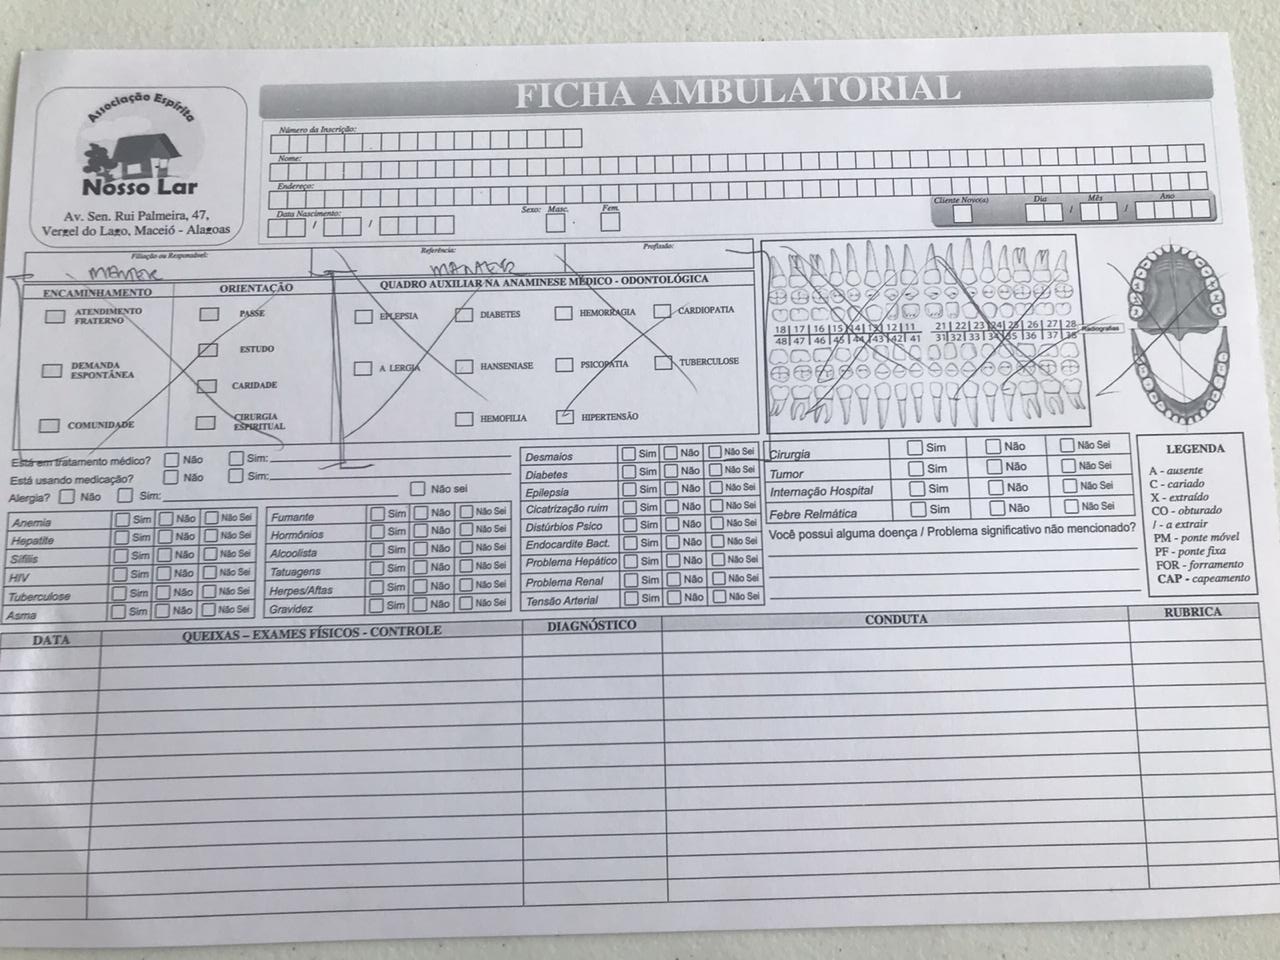 Associação Espírita
Nosso Lar
Av. Sen. Rui Palmeira, 47,
Vergel do Lago, Maceió - Alagoas
FICHA AMBULATORIAL
Número da Inscrição:
Nome:
Endereço:
Data Nascimento: / /
Sexo: Masc. Fem.
Cliente Novo(a) Dia / Mês / Ano
Filiação ou Responsável: Referência: Profissão:
MANTER MANTER
ENCAMINHAMENTO
ATENDIMENTO
FRATERNO
DEMANDA
ESPONTÂNEA
COMUNIDADE
ORIENTAÇÃO
PASSE
ESTUDO
CARIDADE
CIRURGIA
ESPIRITUAL
QUADRO AUXILIAR NA ANAMINESE MÉDICO - ODONTOLÓGICA
EPLEPSIA DIABETES HEMORRAGIA CARDIOPATIA
A LERGIA HANSENIASE PSICOPATIA TUBERCULOSE
HEMOFILIA HIPERTENSÃO
18 | 17 | 16 | 15 | 14 | 13 | 12 | 11 21 | 22 | 23 | 24 | 25 | 26 | 27 | 28
48 | 47 | 46 | 45 | 44 | 43 | 42 | 41 31 | 32 | 33 | 34 | 35 | 36 | 37 | 38
Radiografias
Está em tratamento médico? Não Sim:
Está usando medicação? Não Sim:
Alergia? Não Sim: Não sei
Anemia Sim Não Não Sei
Hepatite Sim Não Não Sei
Sífilis Sim Não Não Sei
HIV Sim Não Não Sei
Tuberculose Sim Não Não Sei
Asma Sim Não Não Sei
Fumante Sim Não Não Sei
Hormônios Sim Não Não Sei
Alcoolista Sim Não Não Sei
Tatuagens Sim Não Não Sei
Herpes/Aftas Sim Não Não Sei
Gravidez Sim Não Não Sei
Desmaios Sim Não Não Sei
Diabetes Sim Não Não Sei
Epilepsia Sim Não Não Sei
Cicatrização ruim Sim Não Não Sei
Distúrbios Psico Sim Não Não Sei
Endocardite Bact. Sim Não Não Sei
Problema Hepático Sim Não Não Sei
Problema Renal Sim Não Não Sei
Tensão Arterial Sim Não Não Sei
Cirurgia Sim Não Não Sei
Tumor Sim Não Não Sei
Internação Hospital Sim Não Não Sei
Febre Relmática Sim Não Não Sei
Você possui alguma doença / Problema significativo não mencionado?
LEGENDA
A - ausente
C - cariado
X - extraído
CO - obturado
/ - a extrair
PM - ponte móvel
PF - ponte fixa
FOR - forramento
CAP - capeamento
DATA QUEIXAS – EXAMES FÍSICOS - CONTROLE DIAGNÓSTICO CONDUTA RUBRICA